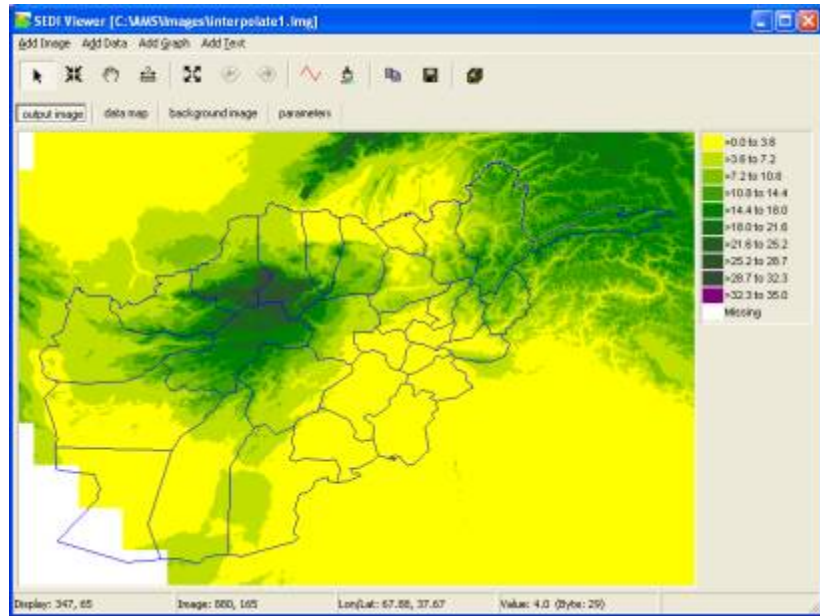 SEDI Viewer [C:\AMS\Images\interpolate1.img]
Add Image Add Data Add Graph Add Text
output image data map background image parameters
>0.0 to 3.6
>3.6 to 7.2
>7.2 to 10.8
>10.8 to 14.4
>14.4 to 18.0
>18.0 to 21.6
>21.6 to 25.2
>25.2 to 28.7
>28.7 to 32.3
>32.3 to 35.0
Missing
Display: 347, 65 Image: 880, 165 Lon/Lat: 67.88, 37.67 Value: 4.0 (Byte: 29)